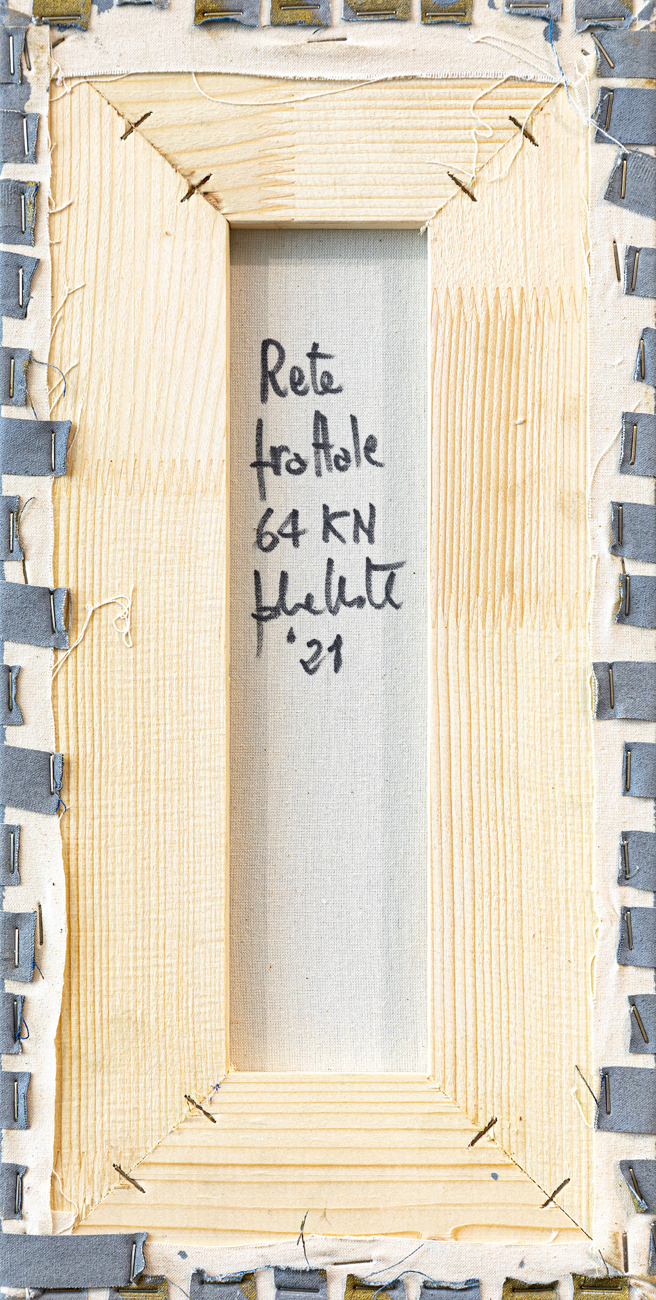 Rete
frattale
64 KN
'21